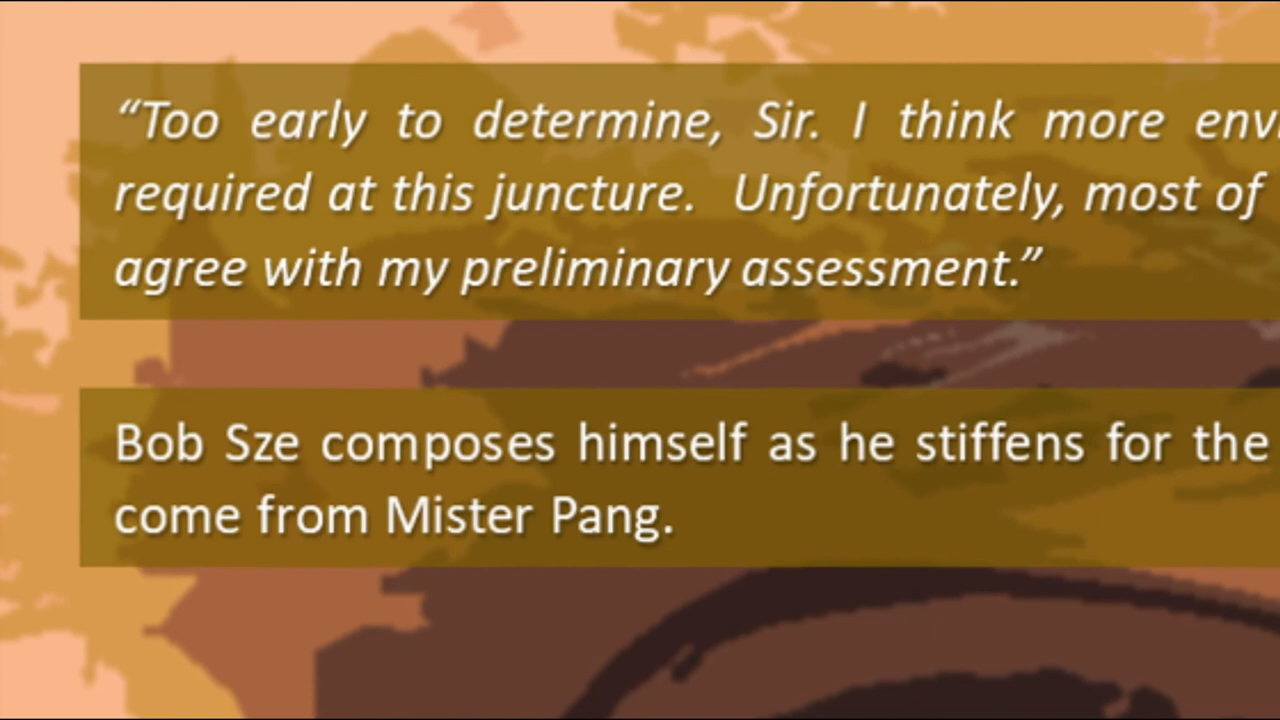 “Too early to determine, Sir. I think more
required at this juncture. Unfortunately, most of
agree with my preliminary assessment.”
Bob Sze composes himself as he stiffens for the
come from Mister Pang.